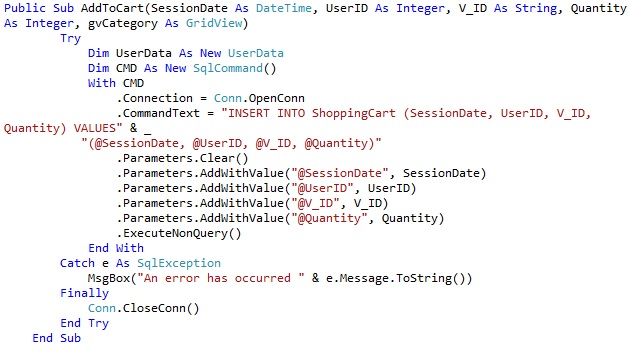 Public Sub AddToCart(SessionDate As DateTime, UserID As Integer, V_ID As String, Quantity
As Integer, gvCategory As GridView)
Try
Dim UserData As New UserData
Dim CMD As New SqlCommand()
With CMD
.Connection = Conn.OpenConn
.CommandText = "INSERT INTO ShoppingCart (SessionDate, UserID, V_ID,
Quantity) VALUES" & _
"(@SessionDate, @UserID, @V_ID, @Quantity)"
.Parameters.Clear()
.Parameters.AddWithValue("@SessionDate", SessionDate)
.Parameters.AddWithValue("@UserID", UserID)
.Parameters.AddWithValue("@V_ID", V_ID)
.Parameters.AddWithValue("@Quantity", Quantity)
.ExecuteNonQuery()
End With
Catch e As SqlException
MsgBox("An error has occurred " & e.Message.ToString())
Finally
Conn.CloseConn()
End Try
End Sub